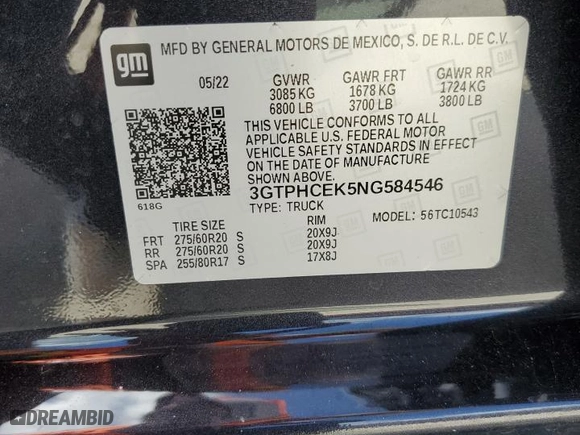 gm
MFD BY GENERAL MOTORS DE MEXICO, S. DE R.L. DE C.V.
05/22 GVWR GAWR FRT GAWR RR
3085 KG 1678 KG 1724 KG
6800 LB 3700 LB 3800 LB
THIS VEHICLE CONFORMS TO ALL
APPLICABLE U.S. FEDERAL MOTOR
VEHICLE SAFETY STANDARDS IN EFFECT
ON THE DATE OF MANUFACTURE
SHOWN ABOVE.
3GTPHCEK5NG584546
618G TYPE: TRUCK MODEL: 56TC10543
TIRE SIZE RIM
FRT 275/60R20 S 20X9J
RR 275/60R20 S 20X9J
SPA 255/80R17 S 17X8J
DREAMBID